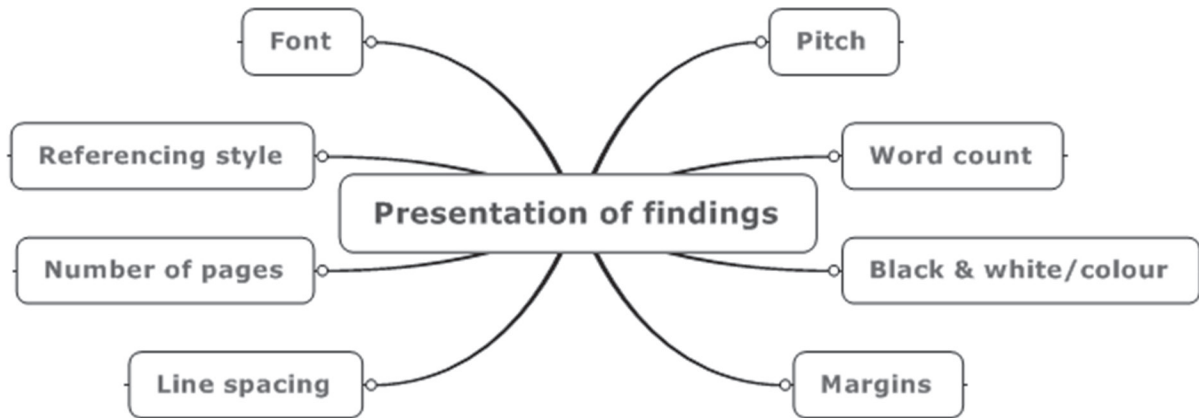 Font
Pitch
Referencing style
Word count
Presentation of findings
Number of pages
Black & white/colour
Line spacing
Margins